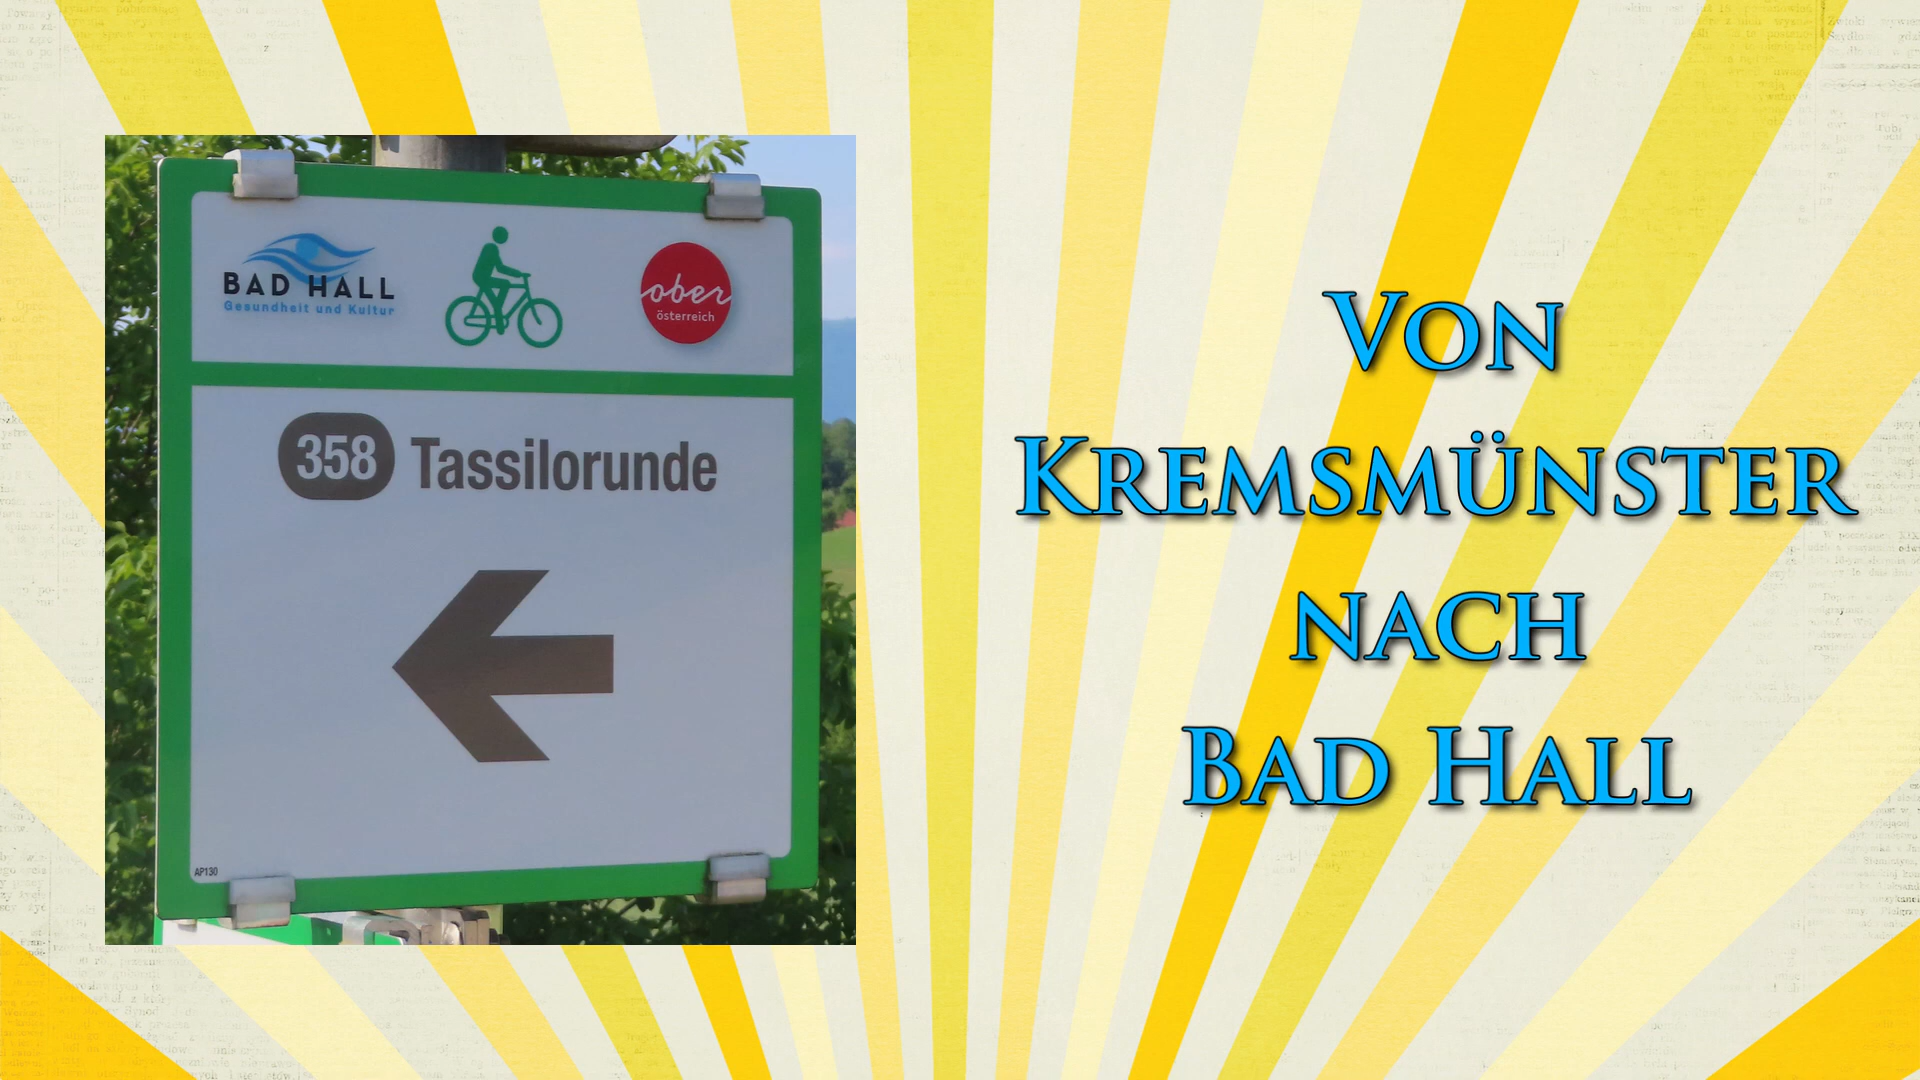 BAD HALL
Gesundheit und Kultur
ober
österreich
358 Tassilorunde
AP130
Von
Kremsmünster
nach
Bad Hall